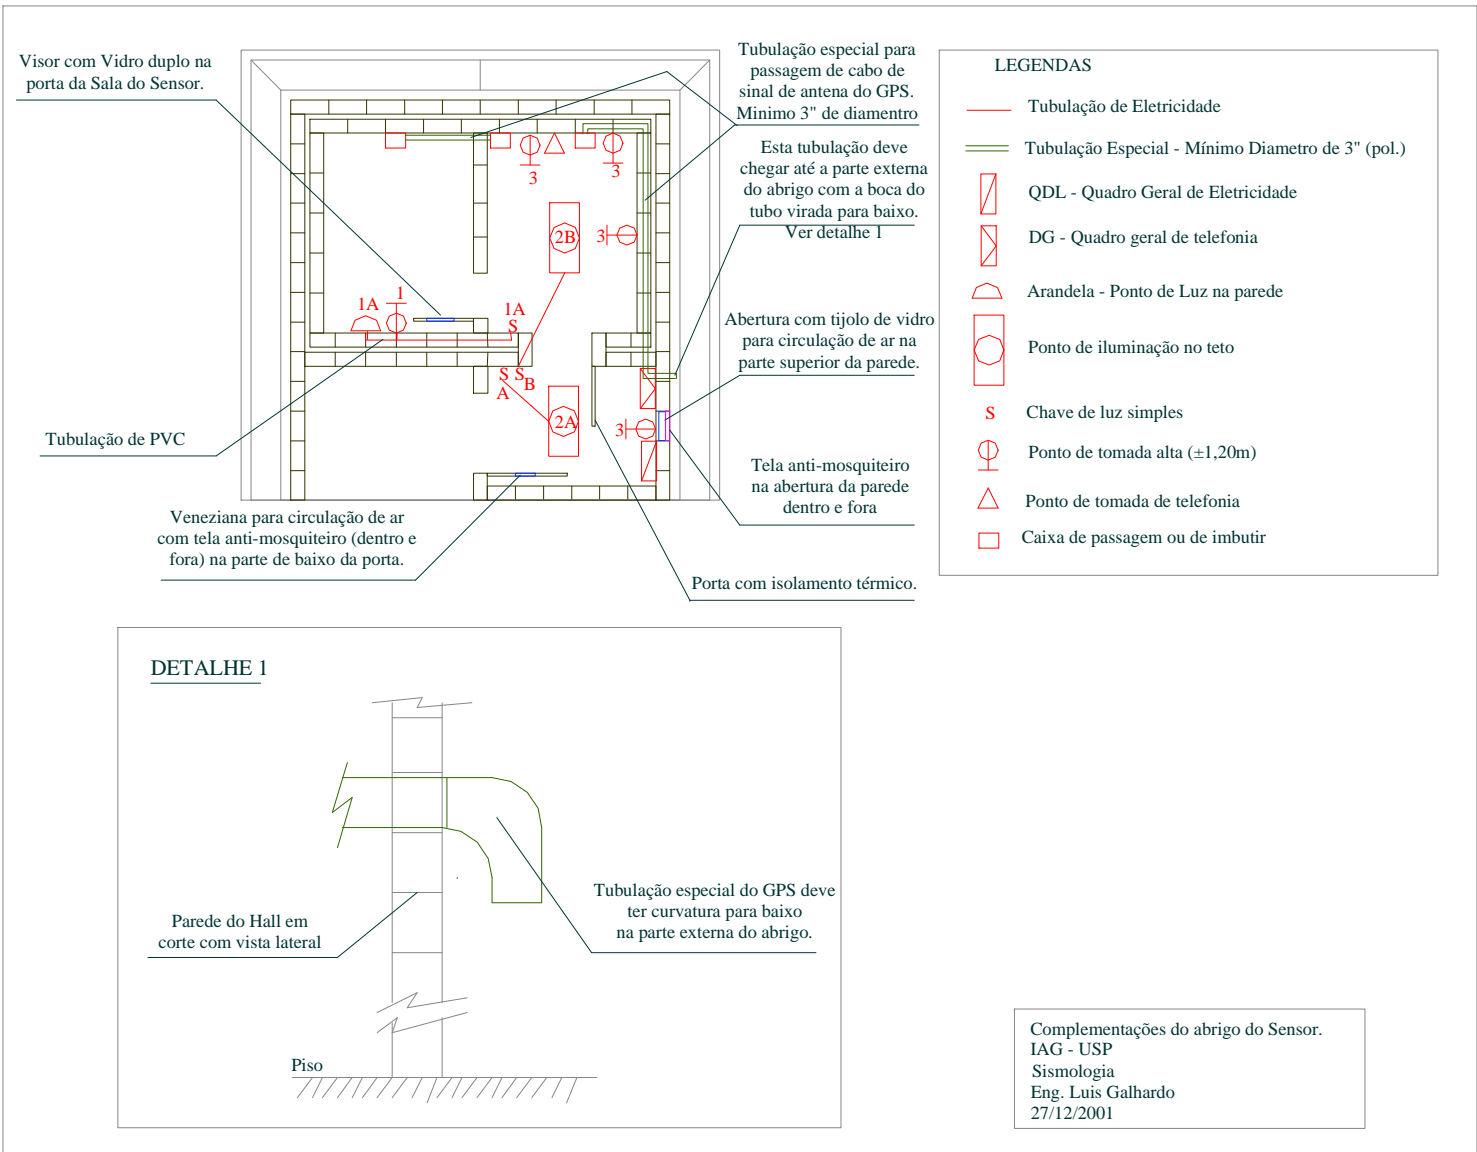 Visor com Vidro duplo na
porta da Sala do Sensor.
Tubulação especial para
passagem de cabo de
sinal de antena do GPS.
Minimo 3" de diamentro
Esta tubulação deve
chegar até a parte externa
do abrigo com a boca do
tubo virada para baixo.
Ver detalhe 1
Abertura com tijolo de vidro
para circulação de ar na
parte superior da parede.
Tela anti-mosquiteiro
na abertura da parede
dentro e fora
Porta com isolamento térmico.
Tubulação de PVC
Veneziana para circulação de ar
com tela anti-mosquiteiro (dentro e
fora) na parte de baixo da porta.
3
3
2B
3
1A
1
1A
S
S
S
A
B
2A
3
LEGENDAS
Tubulação de Eletricidade
Tubulação Especial - Mínimo Diametro de 3" (pol.)
QDL - Quadro Geral de Eletricidade
DG - Quadro geral de telefonia
Arandela - Ponto de Luz na parede
Ponto de iluminação no teto
S Chave de luz simples
Ponto de tomada alta (±1,20m)
Ponto de tomada de telefonia
Caixa de passagem ou de imbutir
DETALHE 1
Parede do Hall em
corte com vista lateral
Tubulação especial do GPS deve
ter curvatura para baixo
na parte externa do abrigo.
Piso
Complementações do abrigo do Sensor.
IAG - USP
Sismologia
Eng. Luis Galhardo
27/12/2001